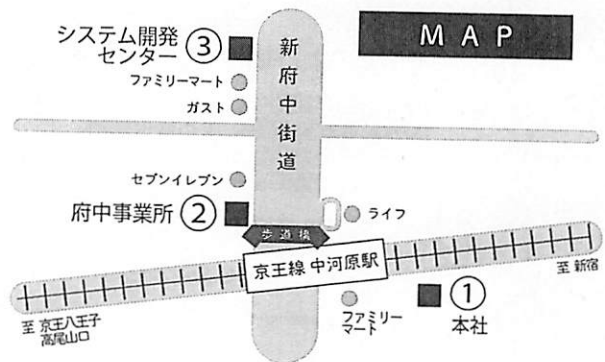 MAP
システム開発
センター ③
ファミリーマート
ガスト
新府中街道
セブンイレブン
府中事業所 ②
ライフ
歩道橋
京王線 中河原駅
至 新宿
至 京王八王子
高尾山口
ファミリー
マート
①
本社